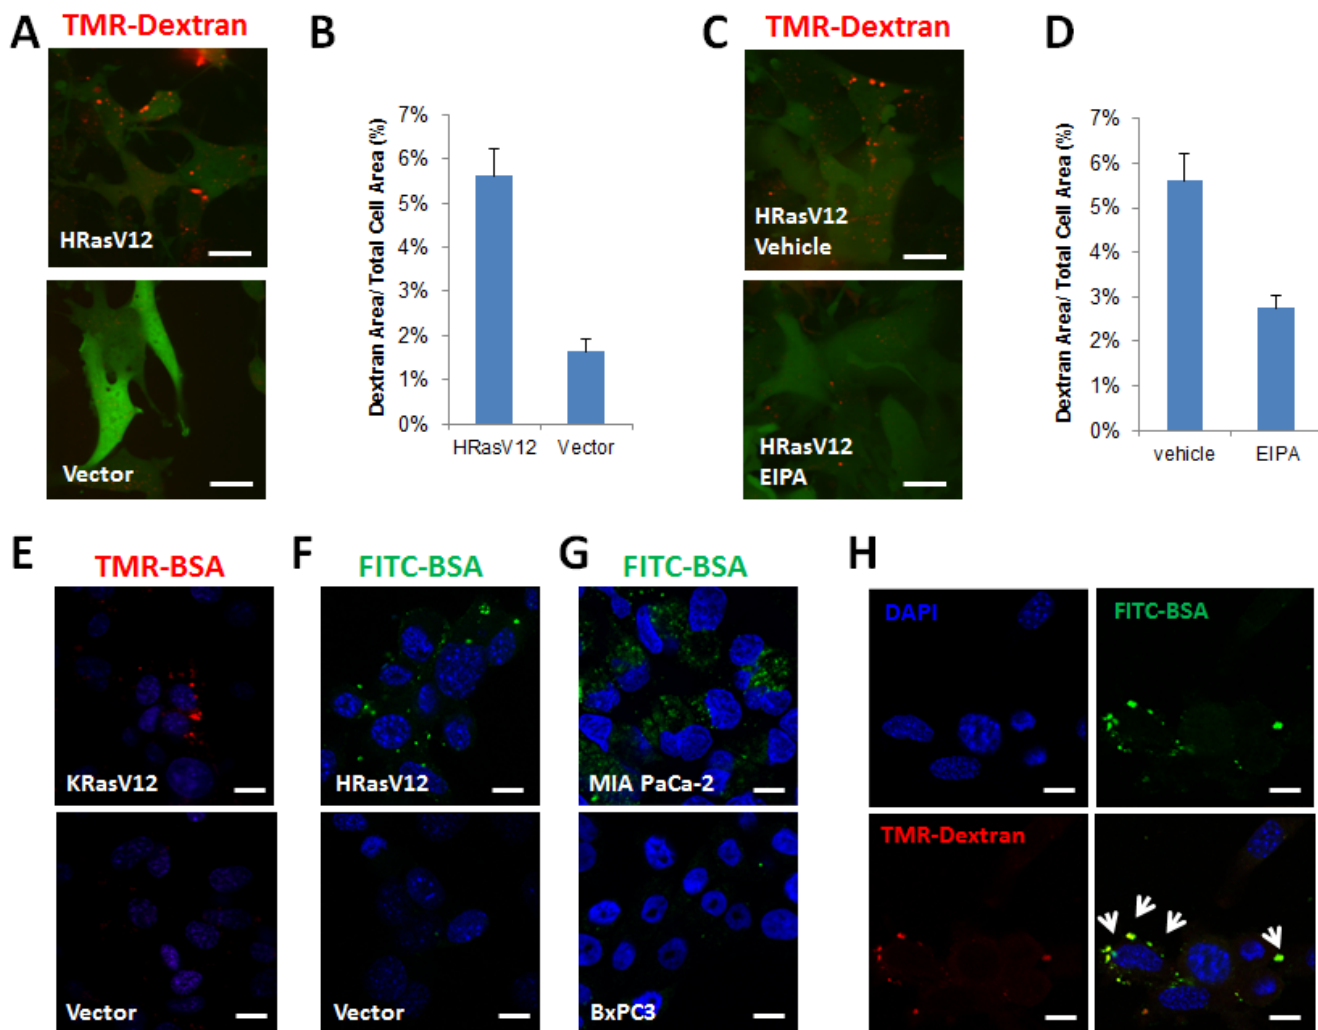 A
TMR-Dextran
HRasV12
Vector
B
Dextran Area/ Total Cell Area (%)
7%
6%
5%
4%
3%
2%
1%
0%
HRasV12 Vector
C
TMR-Dextran
HRasV12
Vehicle
HRasV12
EIPA
D
Dextran Area/ Total Cell Area (%)
7%
6%
5%
4%
3%
2%
1%
0%
vehicle EIPA
E
TMR-BSA
KRasV12
Vector
F
FITC-BSA
HRasV12
Vector
G
FITC-BSA
MIA PaCa-2
BxPC3
H
DAPI
FITC-BSA
TMR-Dextran